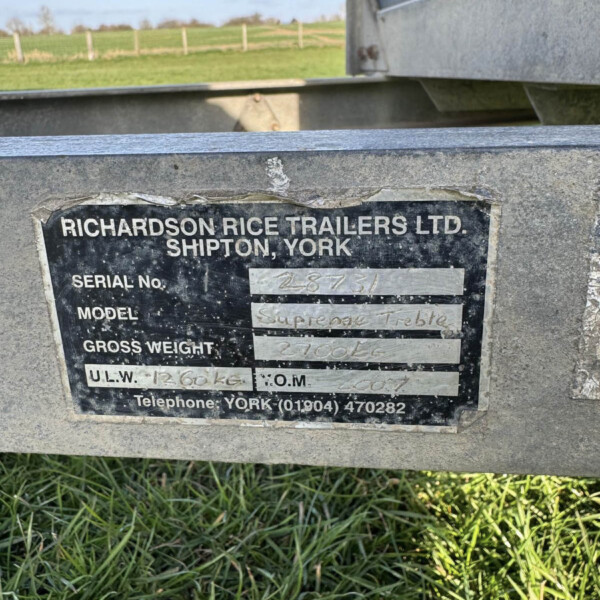 RICHARDSON RICE TRAILERS LTD.
SHIPTON, YORK
SERIAL No. 28731
MODEL Supreme Treble
GROSS WEIGHT 2700KG
U.L.W. 1260KG Y.O.M. 2007
Telephone: YORK (01904) 470282